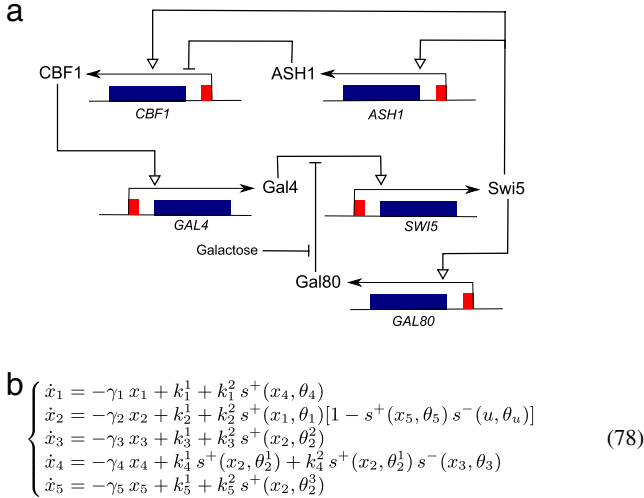 a
CBF1 ASH1
CBF1 ASH1
Gal4 Swi5
GAL4 SWI5
Galactose
Gal80
GAL80
b
ẋ₁ = −γ₁ x₁ + k₁¹ + k₁² s⁺(x₄, θ₄)
ẋ₂ = −γ₂ x₂ + k₂¹ + k₂² s⁺(x₁, θ₁)[1 − s⁺(x₅, θ₅) s⁻(u, θᵤ)]
ẋ₃ = −γ₃ x₃ + k₃¹ + k₃² s⁺(x₂, θ₂²) (78)
ẋ₄ = −γ₄ x₄ + k₄¹ s⁺(x₂, θ₂¹) + k₄² s⁺(x₂, θ₂¹) s⁻(x₃, θ₃)
ẋ₅ = −γ₅ x₅ + k₅¹ + k₅² s⁺(x₂, θ₂³)